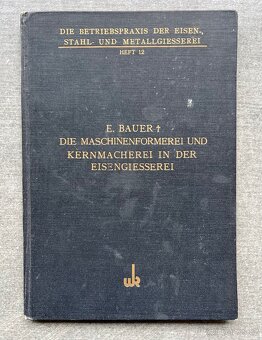 DIE BETRIEBSPRAXIS DER EISEN-,
STAHL- UND METALLGIESSEREI
HEFT 12
E. BAUER †
DIE MASCHINENFORMEREI UND
KERNMACHEREI IN DER
EISENGIESSEREI
wk